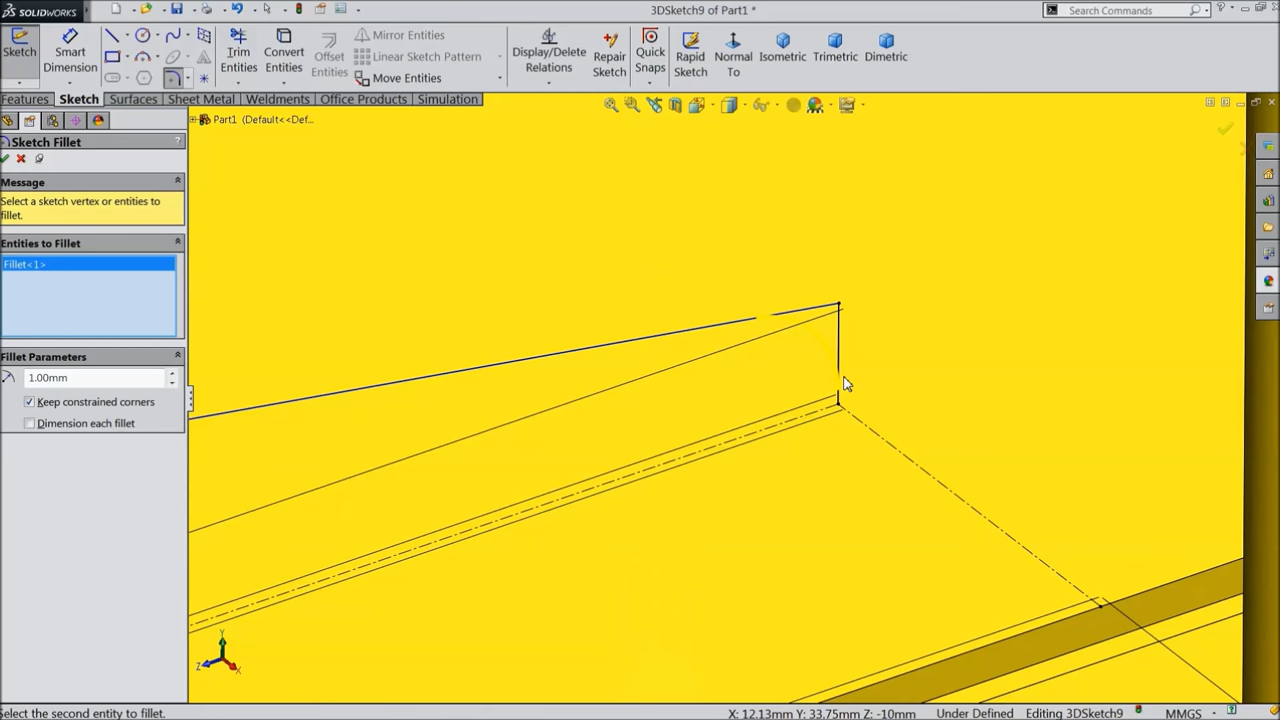 SOLIDWORKS
3DSketch9 of Part1 *
Search Commands
Sketch
Smart Dimension
Trim Entities
Convert Entities
Offset Entities
Mirror Entities
Linear Sketch Pattern
Move Entities
Display/Delete Relations
Repair Sketch
Quick Snaps
Rapid Sketch
Normal To
Isometric
Trimetric
Dimetric
Features
Sketch
Surfaces
Sheet Metal
Weldments
Office Products
Simulation
Part1 (Default<<Def...
Sketch Fillet
?
Message
Select a sketch vertex or entities to
fillet.
Entities to Fillet
Fillet<1>
Fillet Parameters
1.00mm
Keep constrained corners
Dimension each fillet
Y
Z
X
Select the second entity to fillet.
X: 12.13mm Y: 33.75mm Z: -10mm
Under Defined
Editing 3DSketch9
MMGS